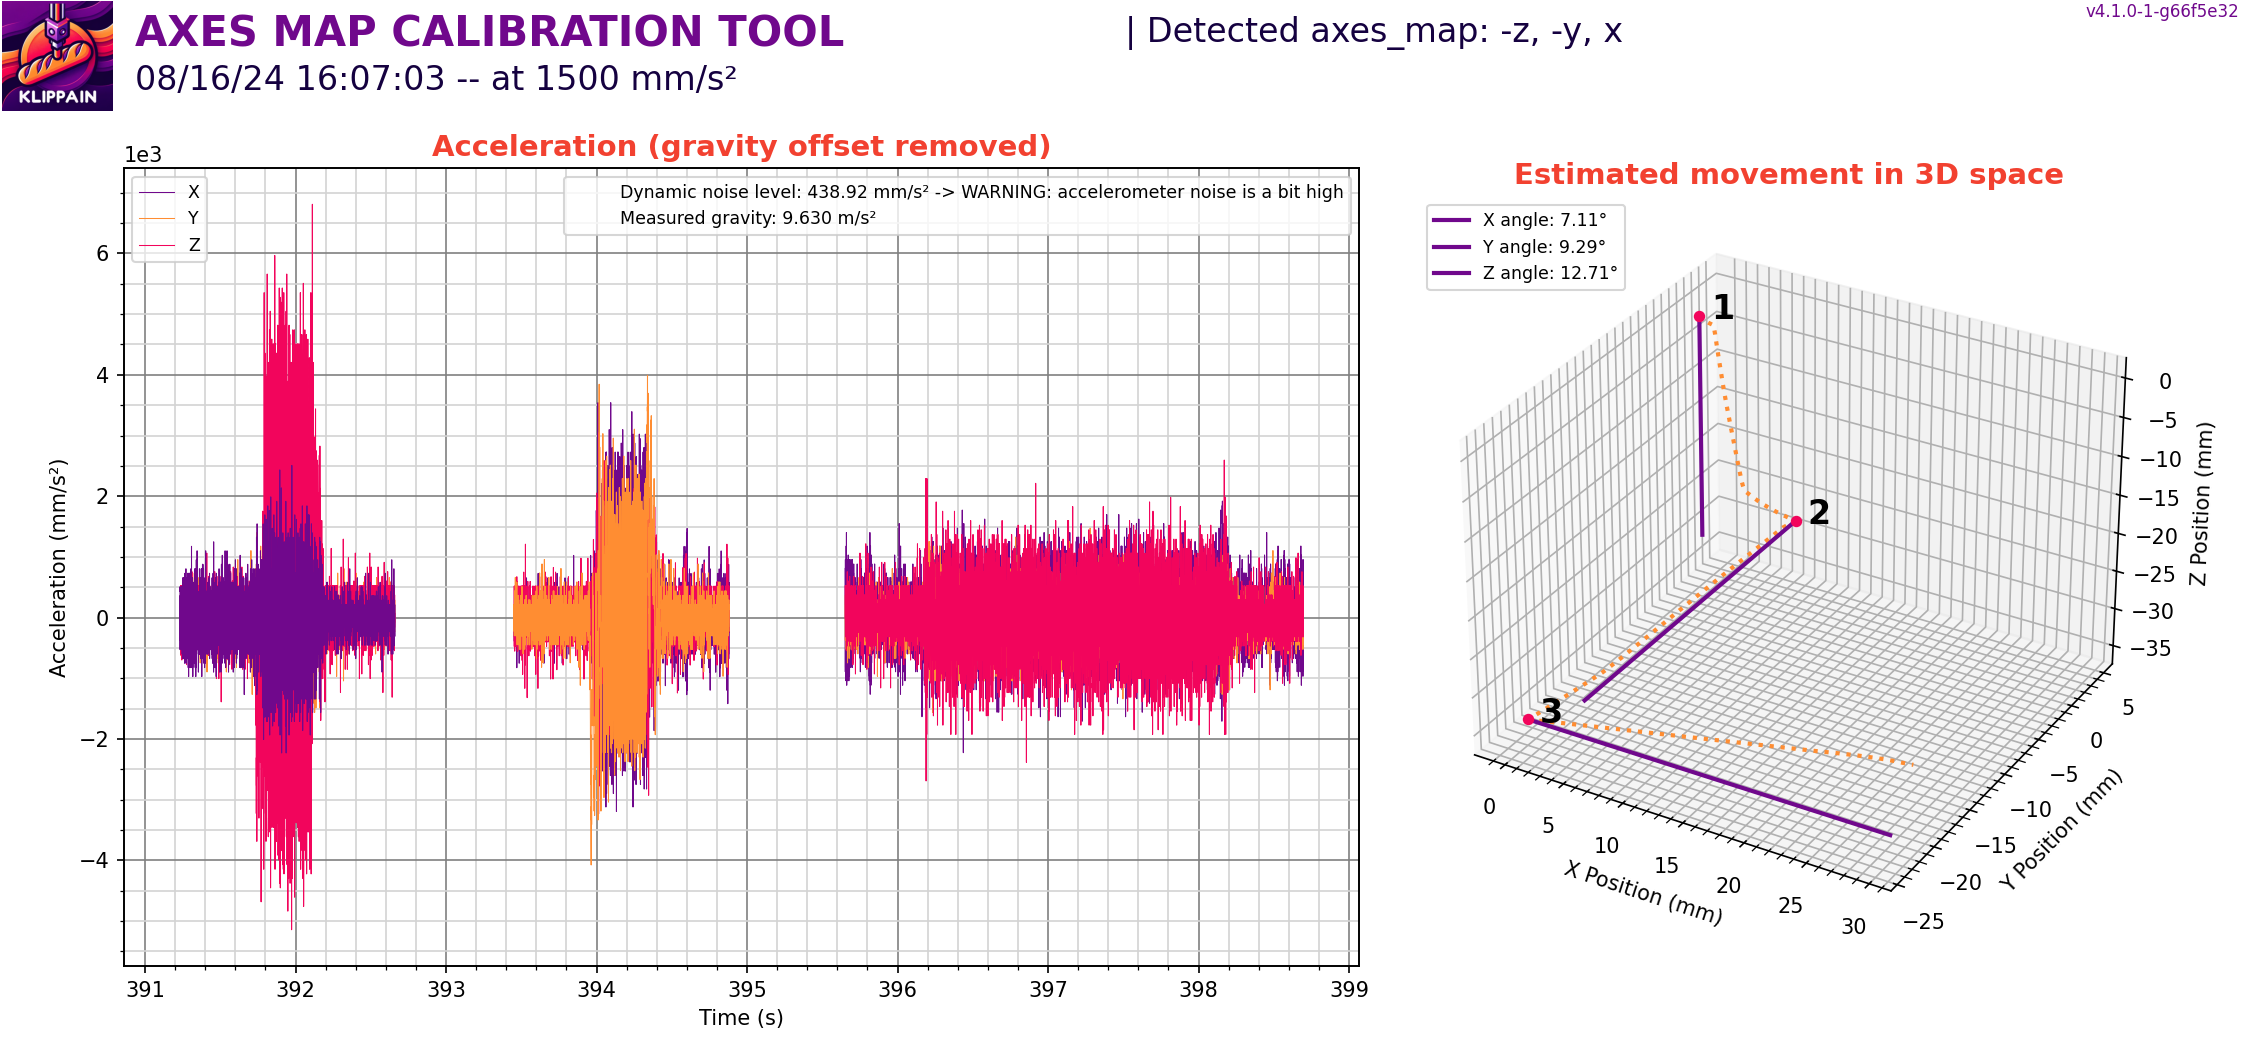 AXES MAP CALIBRATION TOOL
| Detected axes_map: -z, -y, x
v4.1.0-1-g66f5e32
08/16/24 16:07:03 -- at 1500 mm/s²
KLIPPAIN
Acceleration (gravity offset removed)
1e3
X
Y
Z
Dynamic noise level: 438.92 mm/s² -> WARNING: accelerometer noise is a bit high
Measured gravity: 9.630 m/s²
6
4
2
0
−2
−4
Acceleration (mm/s²)
391 392 393 394 395 396 397 398 399
Time (s)
Estimated movement in 3D space
X angle: 7.11°
Y angle: 9.29°
Z angle: 12.71°
1
2
3
0
−5
−10
−15
−20
−25
−30
−35
Z Position (mm)
5
0
−5
−10
−15
−20
−25
Y Position (mm)
0
5
10
15
20
25
30
X Position (mm)